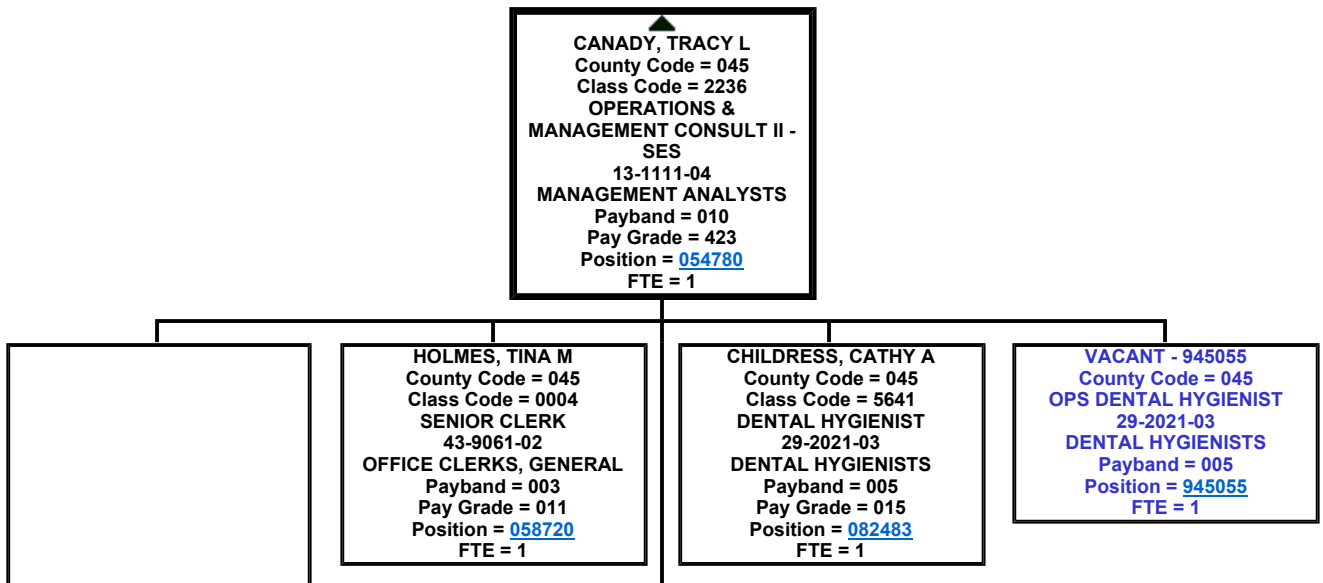 CANADY, TRACY L
County Code = 045
Class Code = 2236
OPERATIONS &
MANAGEMENT CONSULT II -
SES
13-1111-04
MANAGEMENT ANALYSTS
Payband = 010
Pay Grade = 423
Position = 054780
FTE = 1
HOLMES, TINA M
County Code = 045
Class Code = 0004
SENIOR CLERK
43-9061-02
OFFICE CLERKS, GENERAL
Payband = 003
Pay Grade = 011
Position = 058720
FTE = 1
CHILDRESS, CATHY A
County Code = 045
Class Code = 5641
DENTAL HYGIENIST
29-2021-03
DENTAL HYGIENISTS
Payband = 005
Pay Grade = 015
Position = 082483
FTE = 1
VACANT - 945055
County Code = 045
OPS DENTAL HYGIENIST
29-2021-03
DENTAL HYGIENISTS
Payband = 005
Position = 945055
FTE = 1